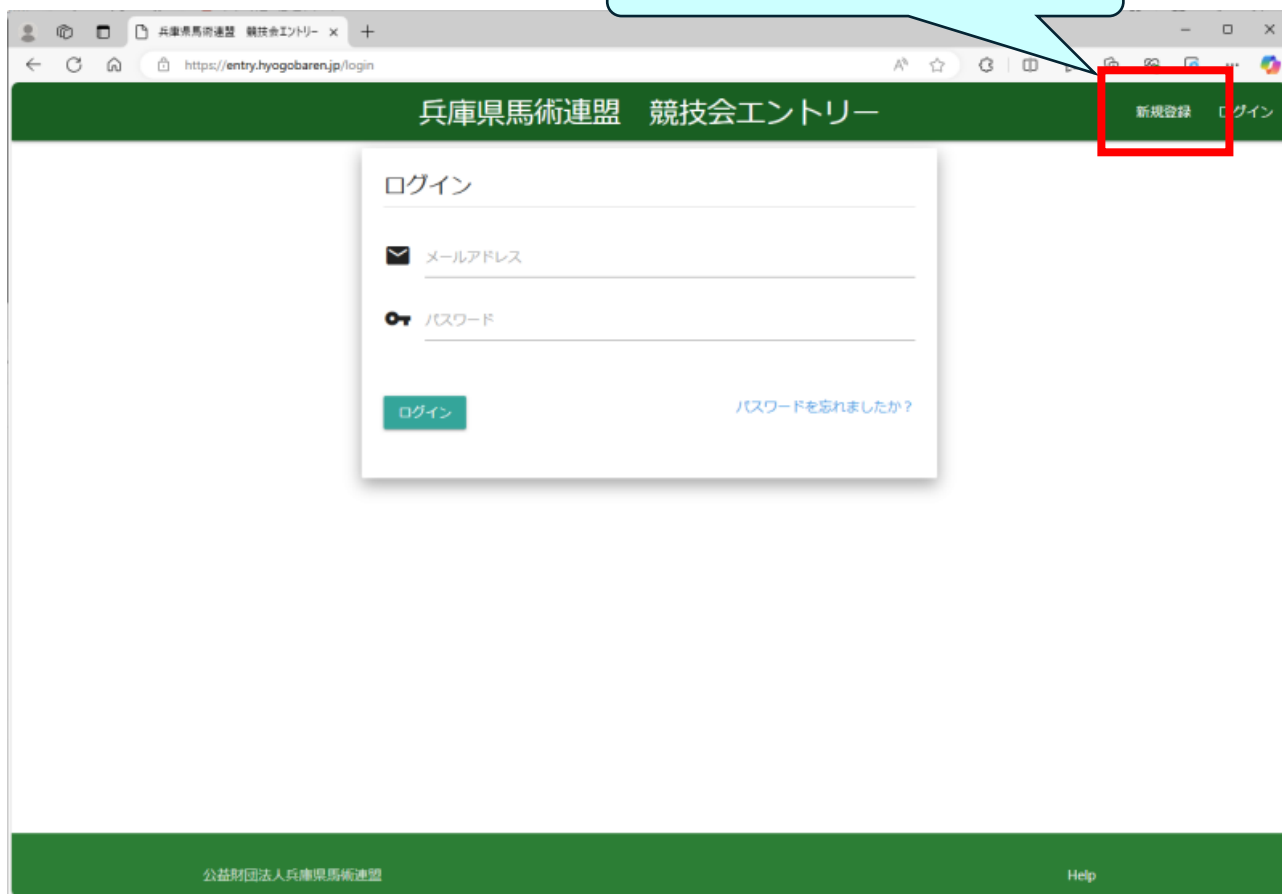 兵庫県馬術連盟 競技会エントリー
https://entry.hyogobaren.jp/login
兵庫県馬術連盟 競技会エントリー
新規登録 ログイン
ログイン
メールアドレス
パスワード
ログイン
パスワードを忘れましたか？
公益財団法人兵庫県馬術連盟
Help